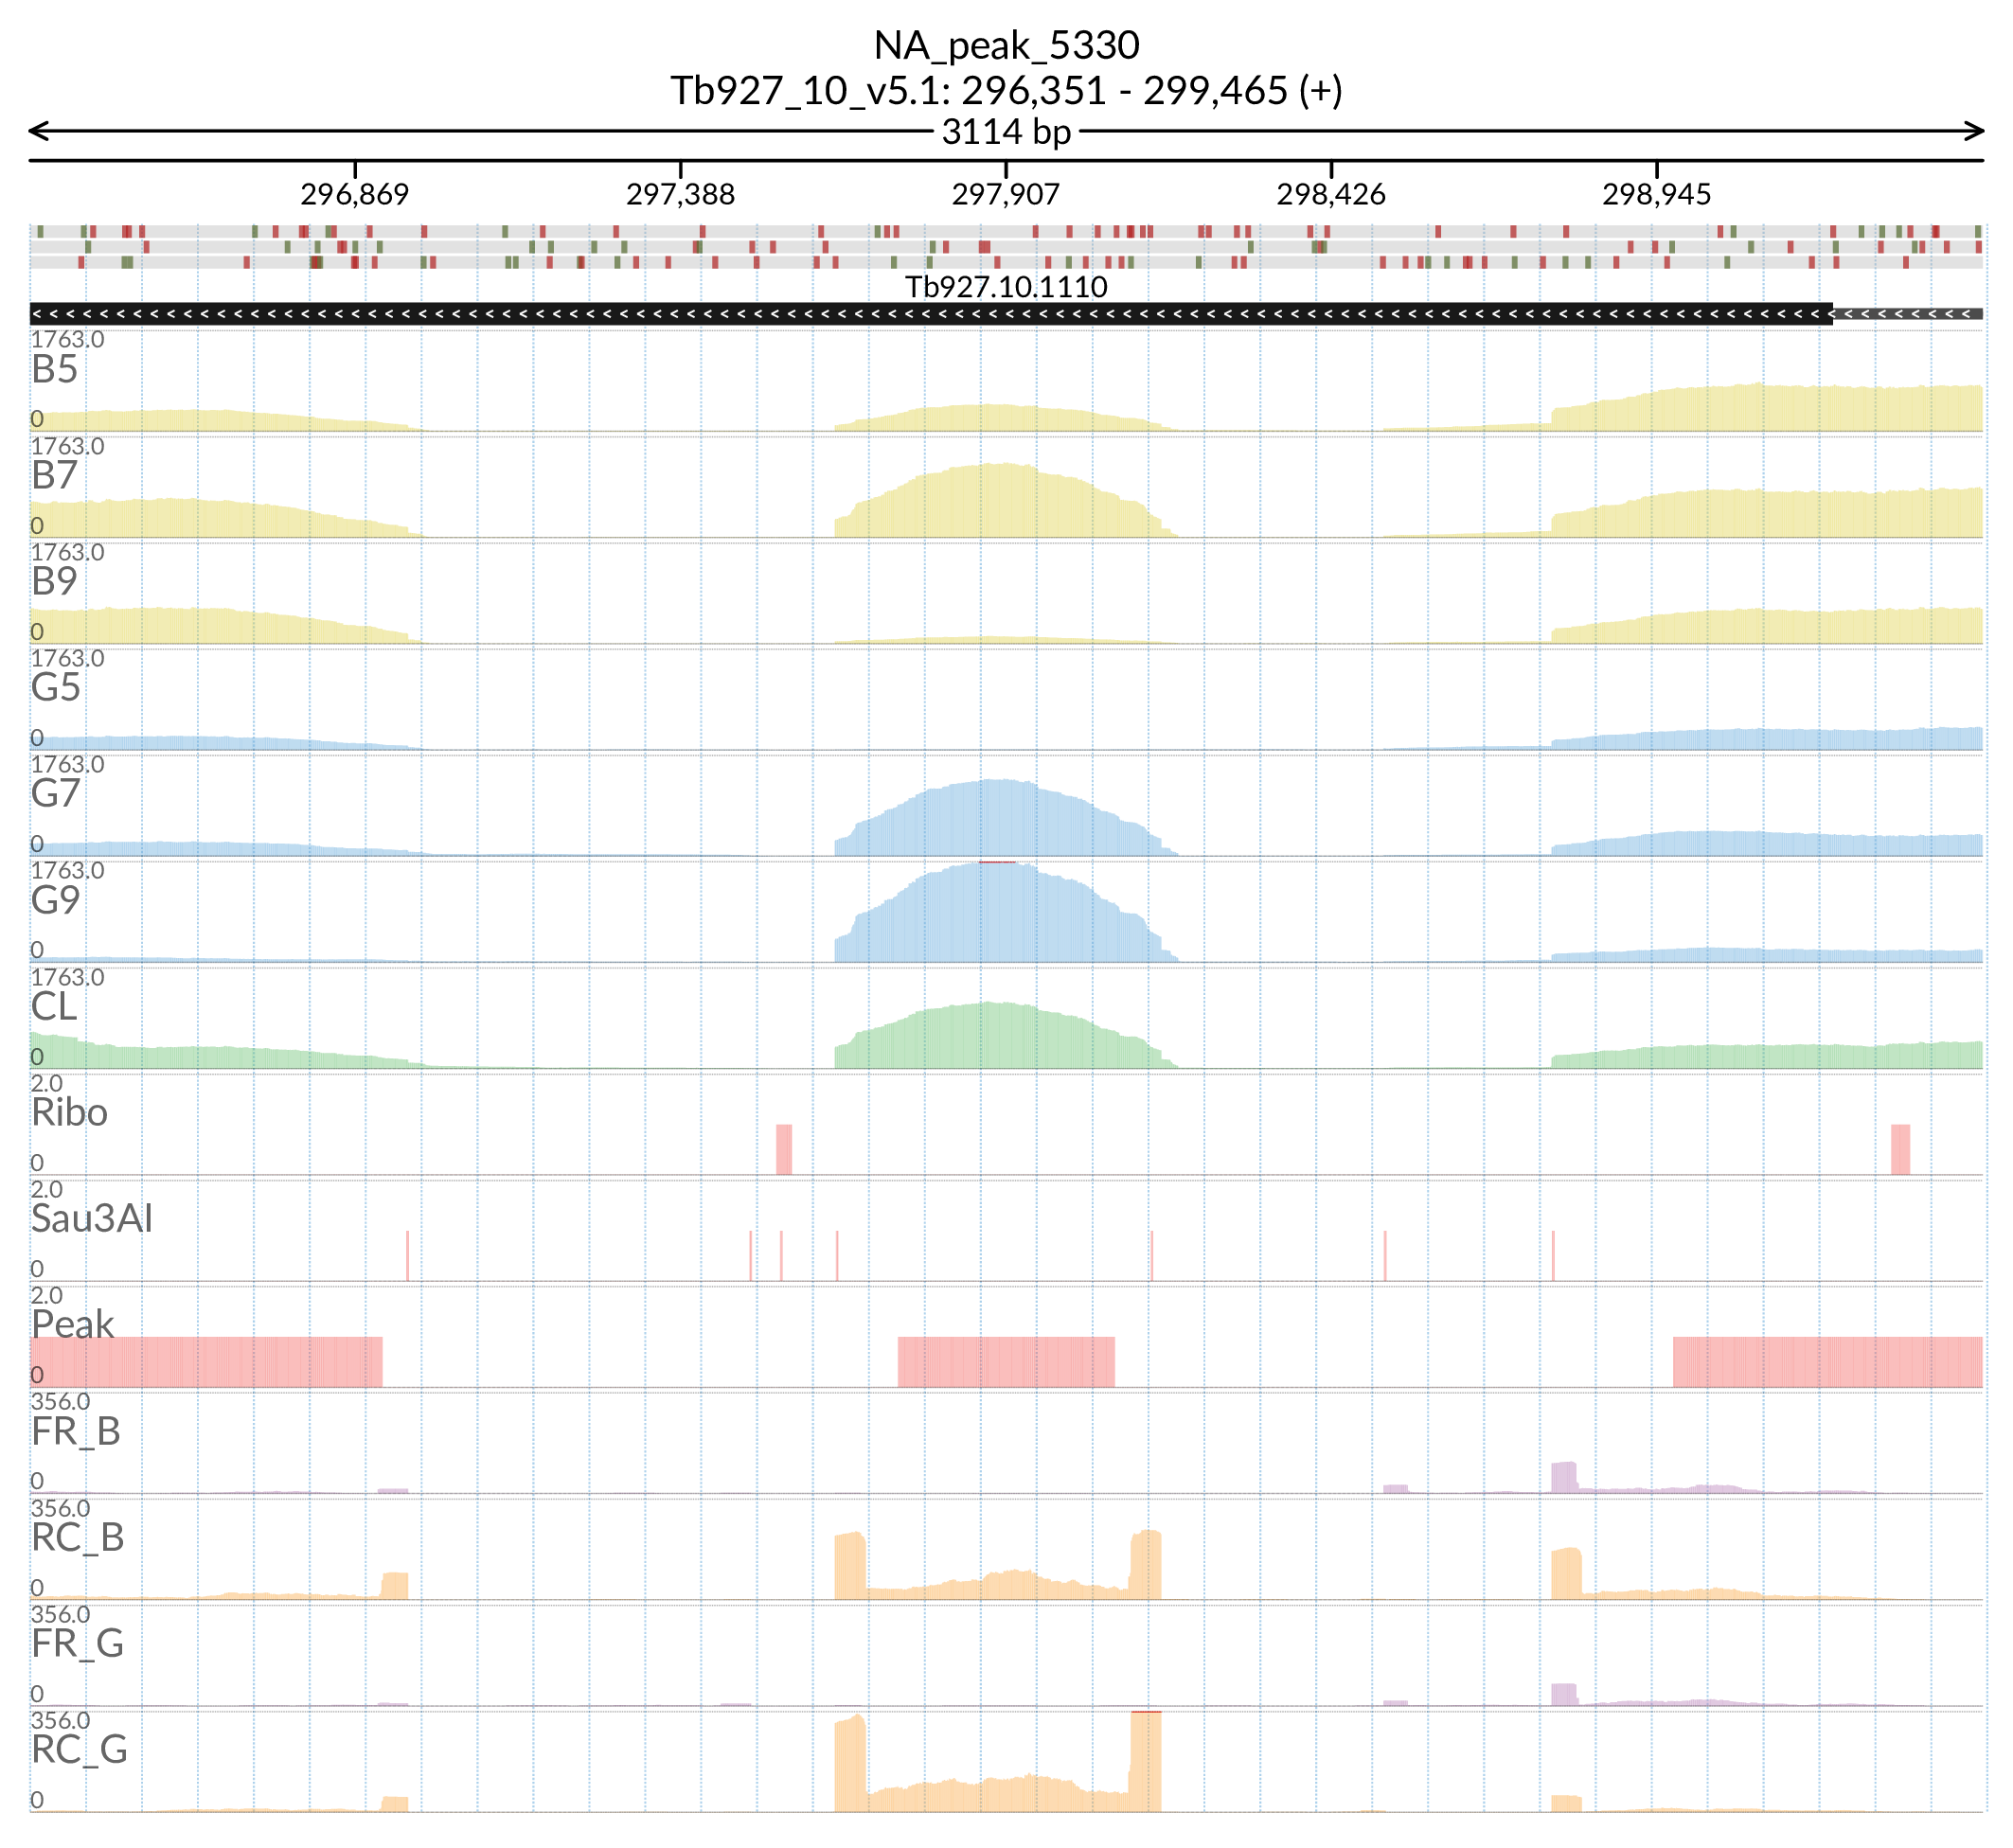 NA_peak_5330
Tb927_10_v5.1: 296,351 - 299,465 (+)
3114 bp
296,869 297,388 297,907 298,426 298,945
Tb927.10.1110
1763.0
B5
0
1763.0
B7
0
1763.0
B9
0
1763.0
G5
0
1763.0
G7
0
1763.0
G9
0
1763.0
CL
0
2.0
Ribo
0
2.0
Sau3AI
0
2.0
Peak
0
356.0
FR_B
0
356.0
RC_B
0
356.0
FR_G
0
356.0
RC_G
0